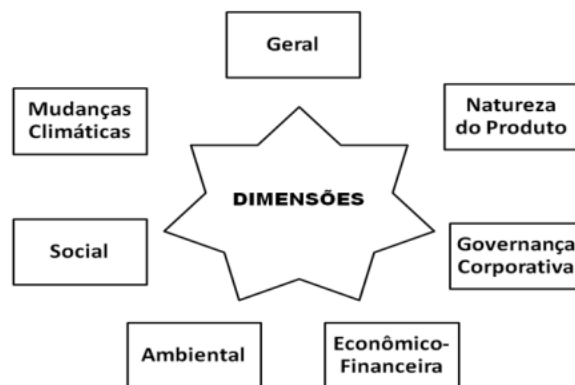 Geral
Mudanças
Climáticas
Natureza
do Produto
DIMENSÕES
Social
Governança
Corporativa
Ambiental
Econômico-
Financeira